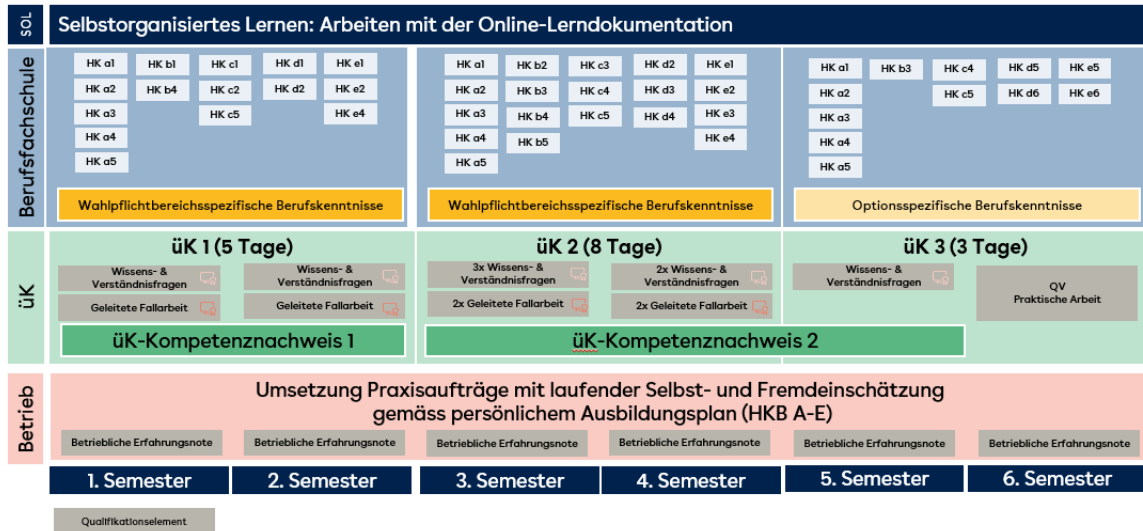 SOL
Selbstorganisiertes Lernen: Arbeiten mit der Online-Lerndokumentation
Berufsfachschule
HK a1 HK b1 HK c1 HK d1 HK e1
HK a2 HK b4 HK c2 HK d2 HK e2
HK a3 HK c5 HK e4
HK a4
HK a5
Wahlpflichtbereichsspezifische Berufskenntnisse
HK a1 HK b2 HK c3 HK d2 HK e1
HK a2 HK b3 HK c4 HK d3 HK e2
HK a3 HK b4 HK c5 HK d4 HK e3
HK a4 HK b5 HK e4
HK a5
Wahlpflichtbereichsspezifische Berufskenntnisse
HK a1 HK b3 HK c4 HK d5 HK e5
HK a2 HK c5 HK d6 HK e6
HK a3
HK a4
HK a5
Optionsspezifische Berufskenntnisse
üK
üK 1 (5 Tage)
Wissens- &
Verständnisfragen
Geleitete Fallarbeit
Wissens- &
Verständnisfragen
Geleitete Fallarbeit
üK-Kompetenznachweis 1
üK 2 (8 Tage)
3x Wissens- &
Verständnisfragen
2x Geleitete Fallarbeit
2x Wissens- &
Verständnisfragen
2x Geleitete Fallarbeit
üK-Kompetenznachweis 2
üK 3 (3 Tage)
Wissens- &
Verständnisfragen
QV
Praktische Arbeit
Betrieb
Umsetzung Praxisaufträge mit laufender Selbst- und Fremdeinschätzung
gemäss persönlichem Ausbildungsplan (HKB A-E)
Betriebliche Erfahrungsnote Betriebliche Erfahrungsnote Betriebliche Erfahrungsnote Betriebliche Erfahrungsnote Betriebliche Erfahrungsnote Betriebliche Erfahrungsnote
1. Semester 2. Semester 3. Semester 4. Semester 5. Semester 6. Semester
Qualifikationselement